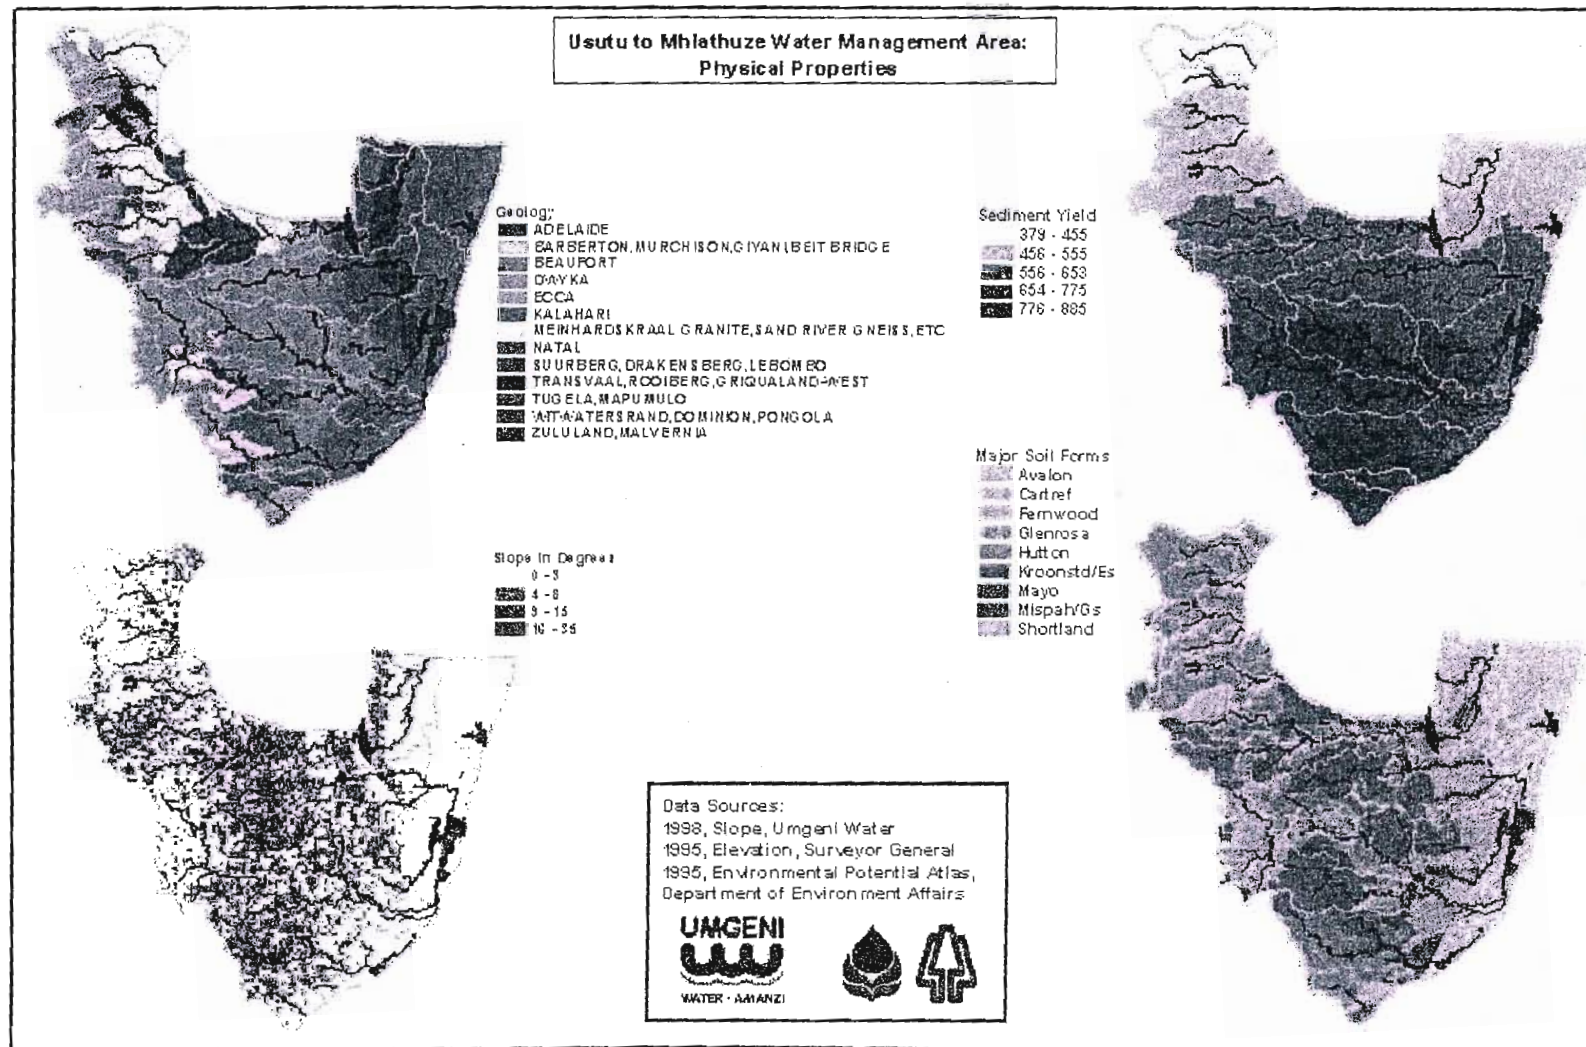 Usutu to Mhlathuze Water Management Area:
Physical Properties
Geology
ADELAIDE
BARBERTON, MURCHISON, GIYANI, BEIT BRIDGE
BEAUFORT
DWYKA
ECCA
KALAHARI
MEINHARDSKRAAL GRANITE, SAND RIVER GNEISS, ETC
NATAL
SUURBERG, DRAKENSBERG, LEBOMBO
TRANSVAAL, ROOIBERG, GRIQUALAND-WEST
TUGELA, MAPUMULO
WITWATERSRAND, DOMINION, PONGOLA
ZULULAND, MALVERNIA
Sediment Yield
379 - 455
456 - 555
556 - 653
654 - 775
776 - 885
Major Soil Forms
Avalon
Cartref
Fernwood
Glenrosa
Hutton
Kroonstd/Es
Mayo
Mispah/Gs
Shortland
Slope in Degrees
0 - 3
4 - 8
9 - 15
16 - 35
Data Sources:
1998, Slope, Umgeni Water
1995, Elevation, Surveyor General
1995, Environmental Potential Atlas,
Department of Environment Affairs
UMGENI
WATER · AMANZI